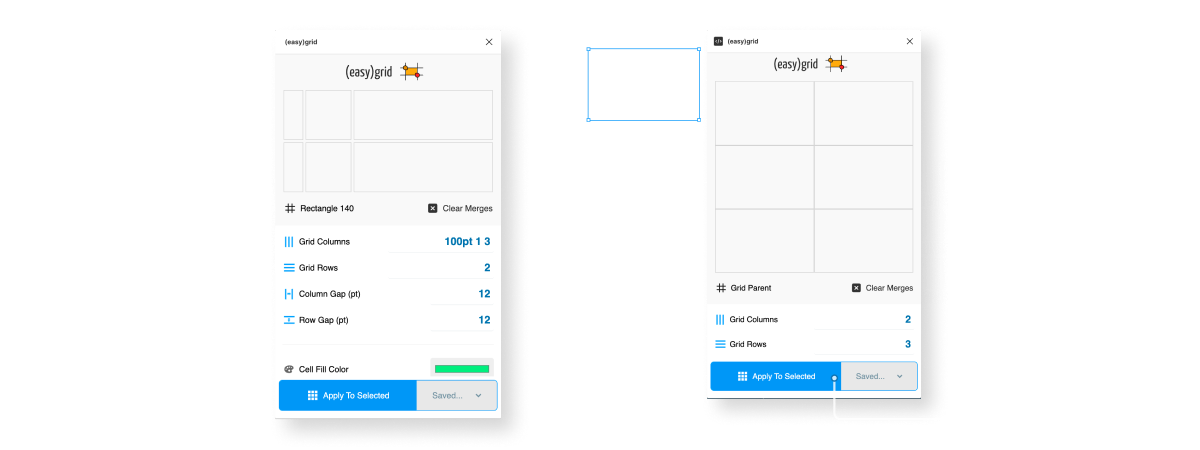 (easy)grid
(easy)grid
Rectangle 140
Clear Merges
Grid Columns 100pt 1 3
Grid Rows 2
Column Gap (pt) 12
Row Gap (pt) 12
Cell Fill Color
Apply To Selected Saved...
(easy)grid
(easy)grid
Grid Parent
Clear Merges
Grid Columns 2
Grid Rows 3
Apply To Selected Saved...